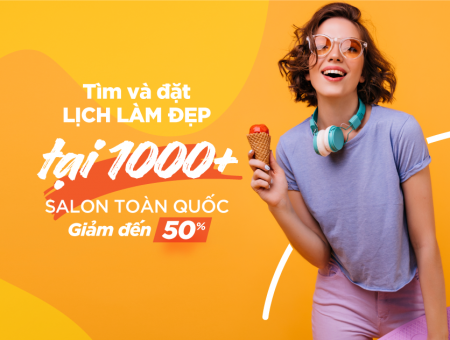 Tìm và đặt
LỊCH LÀM ĐẸP
tại 1000+
SALON TOÀN QUỐC
Giảm đến 50%